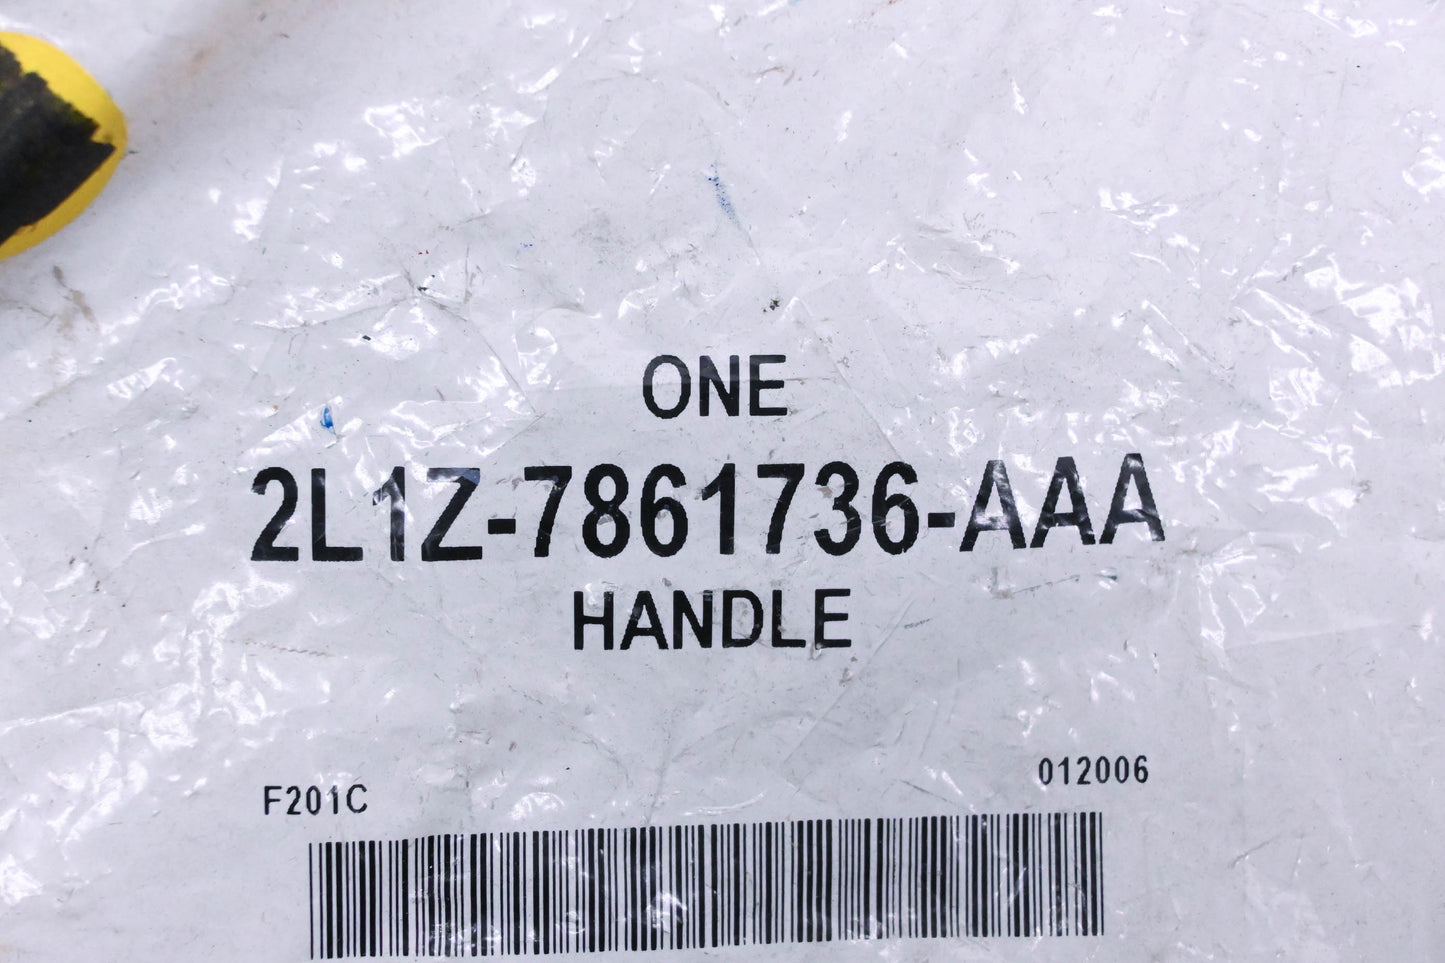 ONE
2L1Z-7861736-AAA
HANDLE
F201C
012006